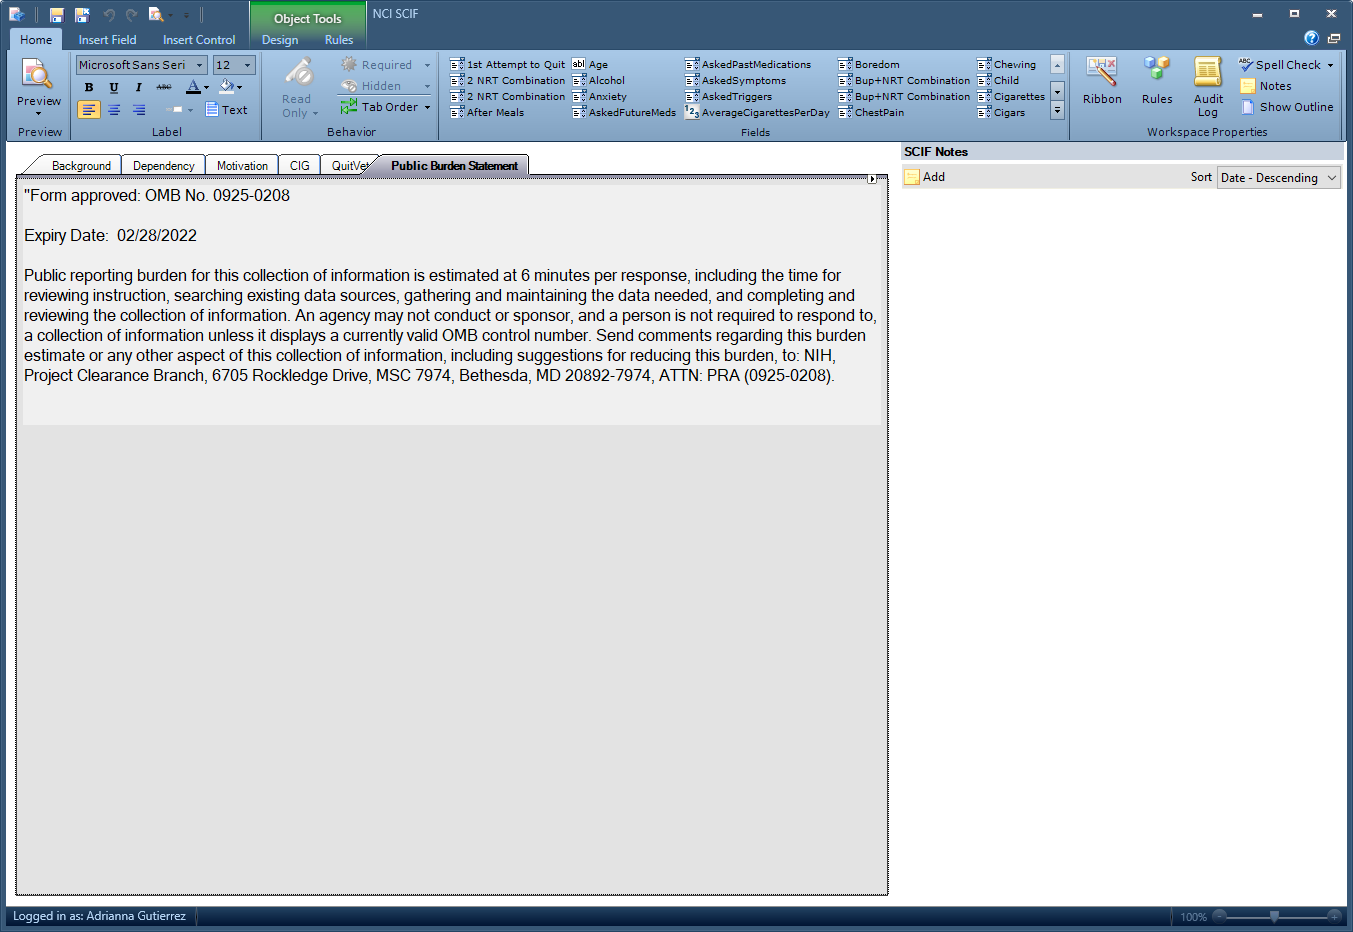 Object Tools
NCI SCIF
Home
Insert Field
Insert Control
Design
Rules
Preview
Preview
Microsoft Sans Seri
12
B
U
I
ABC
A
Text
Label
Read
Only
Required
Hidden
Tab Order
Behavior
1st Attempt to Quit
2 NRT Combination
2 NRT Combination
After Meals
abl Age
Alcohol
Anxiety
AskedFutureMeds
AskedPastMedications
AskedSymptoms
AskedTriggers
AverageCigarettesPerDay
Boredom
Bup+NRT Combination
Bup+NRT Combination
ChestPain
Chewing
Child
Cigarettes
Cigars
Fields
Ribbon
Rules
Audit
Log
ABC
Spell Check
Notes
Show Outline
Workspace Properties
Background
Dependency
Motivation
CIG
QuitVet
Public Burden Statement
"Form approved: OMB No. 0925-0208
Expiry Date:  02/28/2022
Public reporting burden for this collection of information is estimated at 6 minutes per response, including the time for
reviewing instruction, searching existing data sources, gathering and maintaining the data needed, and completing and
reviewing the collection of information. An agency may not conduct or sponsor, and a person is not required to respond to,
a collection of information unless it displays a currently valid OMB control number. Send comments regarding this burden
estimate or any other aspect of this collection of information, including suggestions for reducing this burden, to: NIH,
Project Clearance Branch, 6705 Rockledge Drive, MSC 7974, Bethesda, MD 20892-7974, ATTN: PRA (0925-0208).
SCIF Notes
Add
Sort
Date - Descending
Logged in as: Adrianna Gutierrez
100%